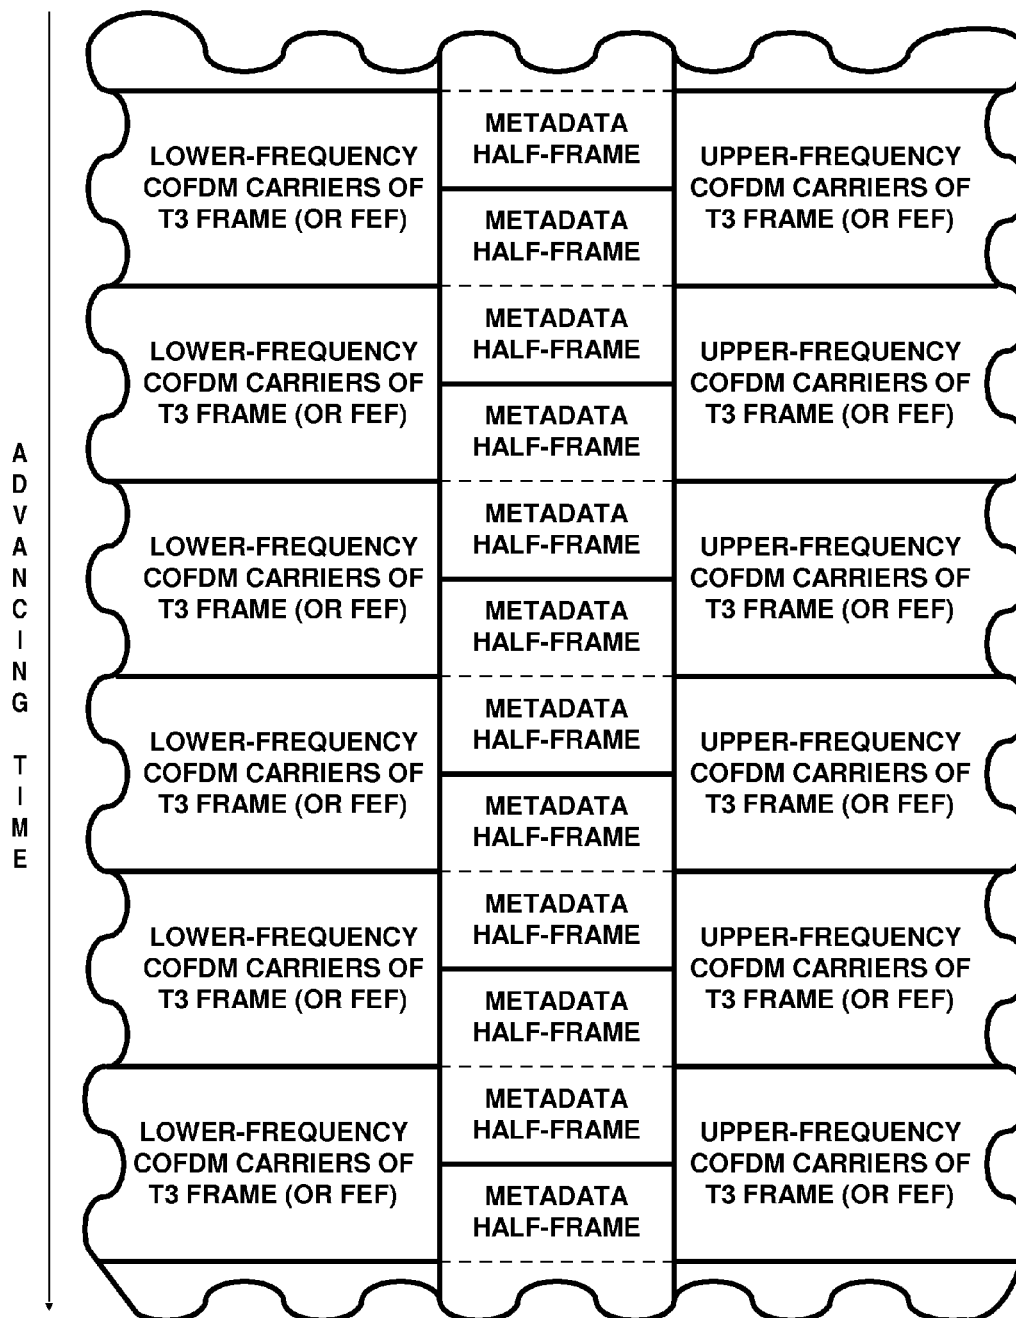 METADATA
HALF-FRAME
LOWER-FREQUENCY
COFDM CARRIERS OF
T3 FRAME (OR FEF)
UPPER-FREQUENCY
COFDM CARRIERS OF
T3 FRAME (OR FEF)
METADATA
HALF-FRAME
METADATA
HALF-FRAME
LOWER-FREQUENCY
COFDM CARRIERS OF
T3 FRAME (OR FEF)
UPPER-FREQUENCY
COFDM CARRIERS OF
T3 FRAME (OR FEF)
METADATA
HALF-FRAME
METADATA
HALF-FRAME
LOWER-FREQUENCY
COFDM CARRIERS OF
T3 FRAME (OR FEF)
UPPER-FREQUENCY
COFDM CARRIERS OF
T3 FRAME (OR FEF)
METADATA
HALF-FRAME
METADATA
HALF-FRAME
LOWER-FREQUENCY
COFDM CARRIERS OF
T3 FRAME (OR FEF)
UPPER-FREQUENCY
COFDM CARRIERS OF
T3 FRAME (OR FEF)
METADATA
HALF-FRAME
METADATA
HALF-FRAME
LOWER-FREQUENCY
COFDM CARRIERS OF
T3 FRAME (OR FEF)
UPPER-FREQUENCY
COFDM CARRIERS OF
T3 FRAME (OR FEF)
METADATA
HALF-FRAME
METADATA
HALF-FRAME
LOWER-FREQUENCY
COFDM CARRIERS OF
T3 FRAME (OR FEF)
UPPER-FREQUENCY
COFDM CARRIERS OF
T3 FRAME (OR FEF)
METADATA
HALF-FRAME
ADVANCING TIME